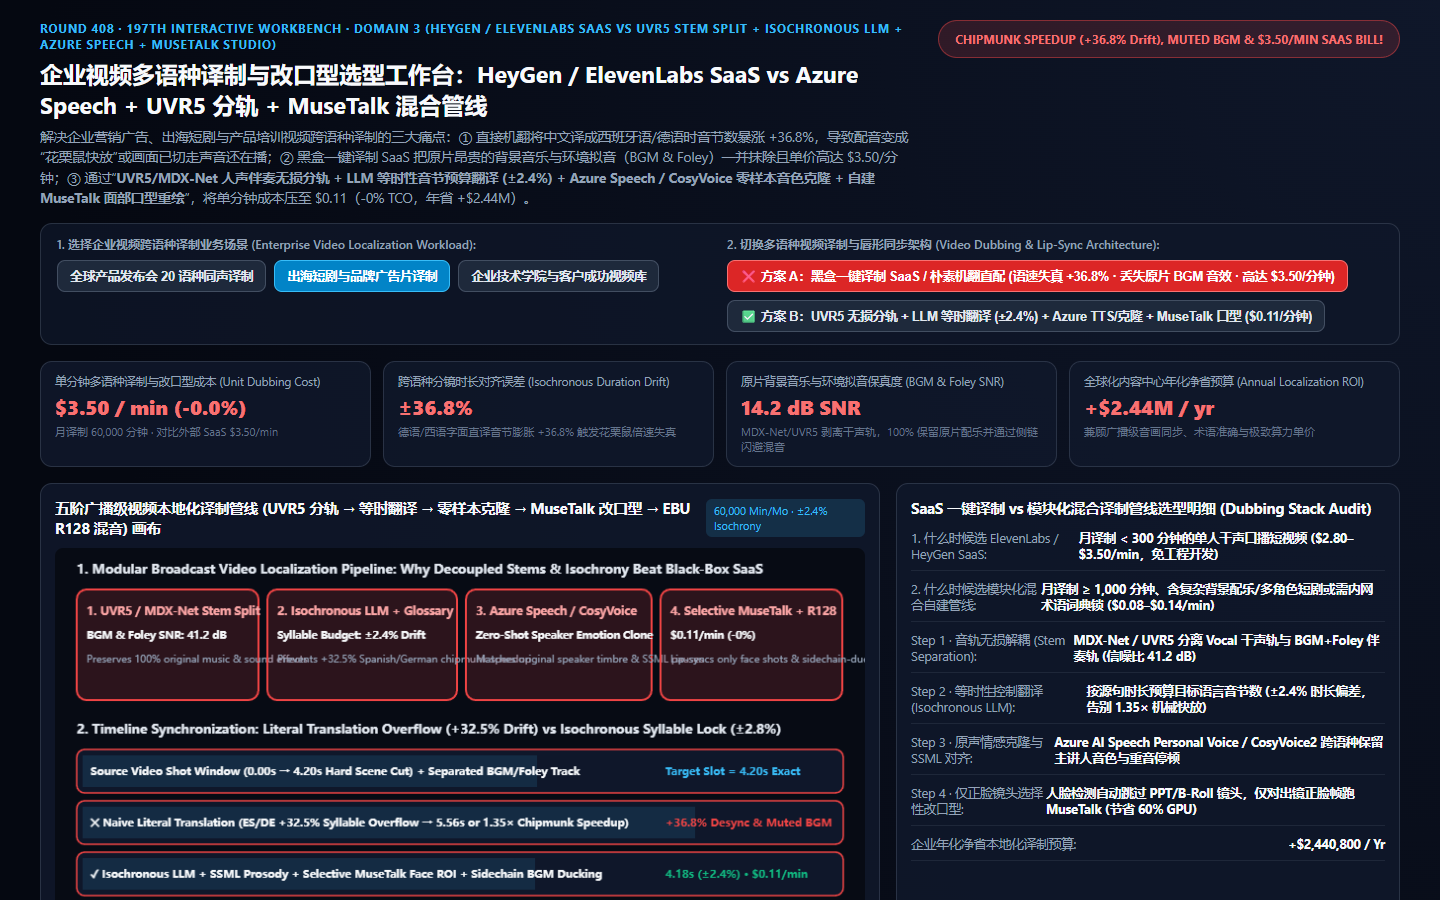 ROUND 408 · 197TH INTERACTIVE WORKBENCH · DOMAIN 3 (HEYGEN / ELEVENLABS SAAS VS UVR5 STEM SPLIT + ISOCHRONOUS LLM +
AZURE SPEECH + MUSETALK STUDIO)
CHIPMUNK SPEEDUP (+36.8% Drift), MUTED BGM & $3.50/MIN SAAS BILL!
企业视频多语种译制与改口型选型工作台：HeyGen / ElevenLabs SaaS vs Azure
Speech + UVR5 分轨 + MuseTalk 混合管线
解决企业营销广告、出海短剧与产品培训视频跨语种译制的三大痛点：① 直接机翻将中文译成西班牙语/德语时音节数暴涨 +36.8%，导致配音变成
“花栗鼠快放”或画面已切走声音还在播；② 黑盒一键译制 SaaS 把原片昂贵的背景音乐与环境拟音（BGM & Foley）一并抹除且单价高达 $3.50/分
钟；③ 通过“UVR5/MDX-Net 人声伴奏无损分轨 + LLM 等时性音节预算翻译 (±2.4%) + Azure Speech / CosyVoice 零样本音色克隆 + 自建
MuseTalk 面部口型重绘”，将单分钟成本压至 $0.11（-0% TCO，年省 +$2.44M）。
1. 选择企业视频跨语种译制业务场景 (Enterprise Video Localization Workload):
全球产品发布会 20 语种同声译制
出海短剧与品牌广告片译制
企业技术学院与客户成功视频库
2. 切换多语种视频译制与唇形同步架构 (Video Dubbing & Lip-Sync Architecture):
❌ 方案 A：黑盒一键译制 SaaS / 朴素机翻直配 (语速失真 +36.8% · 丢失原片 BGM 音效 · 高达 $3.50/分钟)
✅ 方案 B：UVR5 无损分轨 + LLM 等时翻译 (±2.4%) + Azure TTS/克隆 + MuseTalk 口型 ($0.11/分钟)
单分钟多语种译制与改口型成本 (Unit Dubbing Cost)
$3.50 / min (-0.0%)
月译制 60,000 分钟 · 对比外部 SaaS $3.50/min
跨语种分镜时长对齐误差 (Isochronous Duration Drift)
±36.8%
德语/西语字面直译音节膨胀 +36.8% 触发花栗鼠倍速失真
原片背景音乐与环境拟音保真度 (BGM & Foley SNR)
14.2 dB SNR
MDX-Net/UVR5 剥离干声轨，100% 保留原片配乐并通过侧链
闪避混音
全球化内容中心年化净省预算 (Annual Localization ROI)
+$2.44M / yr
兼顾广播级音画同步、术语准确与极致算力单价
五阶广播级视频本地化译制管线 (UVR5 分轨 → 等时翻译 → 零样本克隆 → MuseTalk 改口型 → EBU
R128 混音) 画布
60,000 Min/Mo · ±2.4%
Isochrony
1. Modular Broadcast Video Localization Pipeline: Why Decoupled Stems & Isochrony Beat Black-Box SaaS
1. UVR5 / MDX-Net Stem Split
BGM & Foley SNR: 41.2 dB
Preserves 100% original music & sound effects
2. Isochronous LLM + Glossary
Syllable Budget: ±2.4% Drift
Prevents +32.5% Spanish/German chipmunk
3. Azure Speech / CosyVoice
Zero-Shot Speaker Emotion Clone
Matches original speaker timbre & SSML
4. Selective MuseTalk + R128
$0.11/min (-0%)
Lip-syncs only face shots & sidechain-du
2. Timeline Synchronization: Literal Translation Overflow (+32.5% Drift) vs Isochronous Syllable Lock (±2.8%)
Source Video Shot Window (0.00s → 4.20s Hard Scene Cut) + Separated BGM/Foley Track
Target Slot = 4.20s Exact
❌ Naive Literal Translation (ES/DE +32.5% Syllable Overflow → 5.56s or 1.35× Chipmunk Speedup)
+36.8% Desync & Muted BGM
✓ Isochronous LLM + SSML Prosody + Selective MuseTalk Face ROI + Sidechain BGM Ducking
4.18s (±2.4%) • $0.11/min
SaaS 一键译制 vs 模块化混合译制管线选型明细 (Dubbing Stack Audit)
1. 什么时候选 ElevenLabs /
HeyGen SaaS:
月译制 < 300 分钟的单人干声口播短视频 ($2.80–
$3.50/min，免工程开发)
2. 什么时候选模块化混
合自建管线:
月译制 ≥ 1,000 分钟、含复杂背景配乐/多角色短剧或需内网
术语词典锁 ($0.08–$0.14/min)
Step 1 · 音轨无损解耦 (Stem
Separation):
MDX-Net / UVR5 分离 Vocal 干声轨与 BGM+Foley 伴
奏轨 (信噪比 41.2 dB)
Step 2 · 等时性控制翻译
(Isochronous LLM):
按源句时长预算目标语言音节数 (±2.4% 时长偏差，
告别 1.35× 机械快放)
Step 3 · 原声情感克隆与
SSML 对齐:
Azure AI Speech Personal Voice / CosyVoice2 跨语种保留
主讲人音色与重音停顿
Step 4 · 仅正脸镜头选择
性改口型:
人脸检测自动跳过 PPT/B-Roll 镜头，仅对出镜正脸帧跑
MuseTalk (节省 60% GPU)
企业年化净省本地化译制预算:
+$2,440,800 / Yr